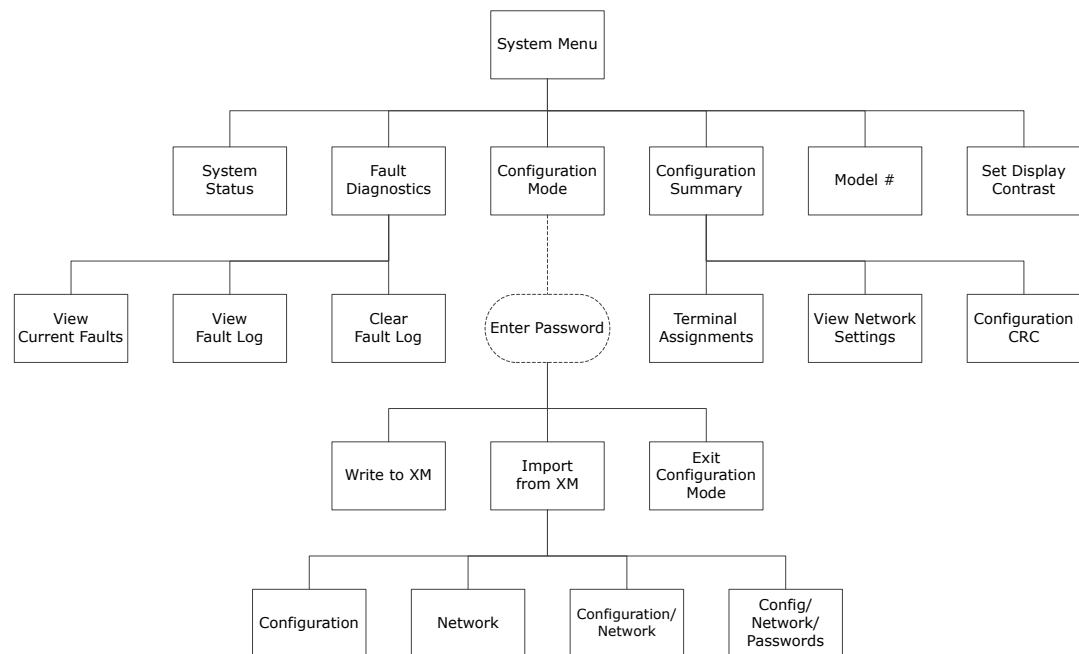 System Menu
System
Status
Fault
Diagnostics
Configuration
Mode
Configuration
Summary
Model #
Set Display
Contrast
View
Current Faults
View
Fault Log
Clear
Fault Log
Enter Password
Terminal
Assignments
View Network
Settings
Configuration
CRC
Write to XM
Import
from XM
Exit
Configuration
Mode
Configuration
Network
Configuration/
Network
Config/
Network/
Passwords